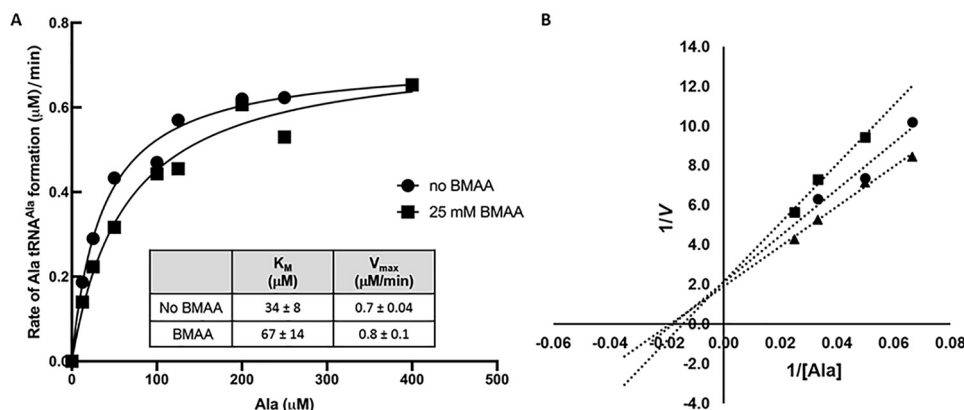 A
0.8
0.6
0.4
0.2
0.0
0
100
200
300
400
500
Rate of Ala tRNA^Ala formation (μM)/min
Ala (μM)
no BMAA
25 mM BMAA
K_M (μM)
V_max (μM/min)
No BMAA
34 ± 8
0.7 ± 0.04
BMAA
67 ± 14
0.8 ± 0.1
B
14.0
12.0
10.0
8.0
6.0
4.0
2.0
0.0
-2.0
-4.0
-0.06
-0.04
-0.02
0.00
0.02
0.04
0.06
0.08
1/V
1/[Ala]